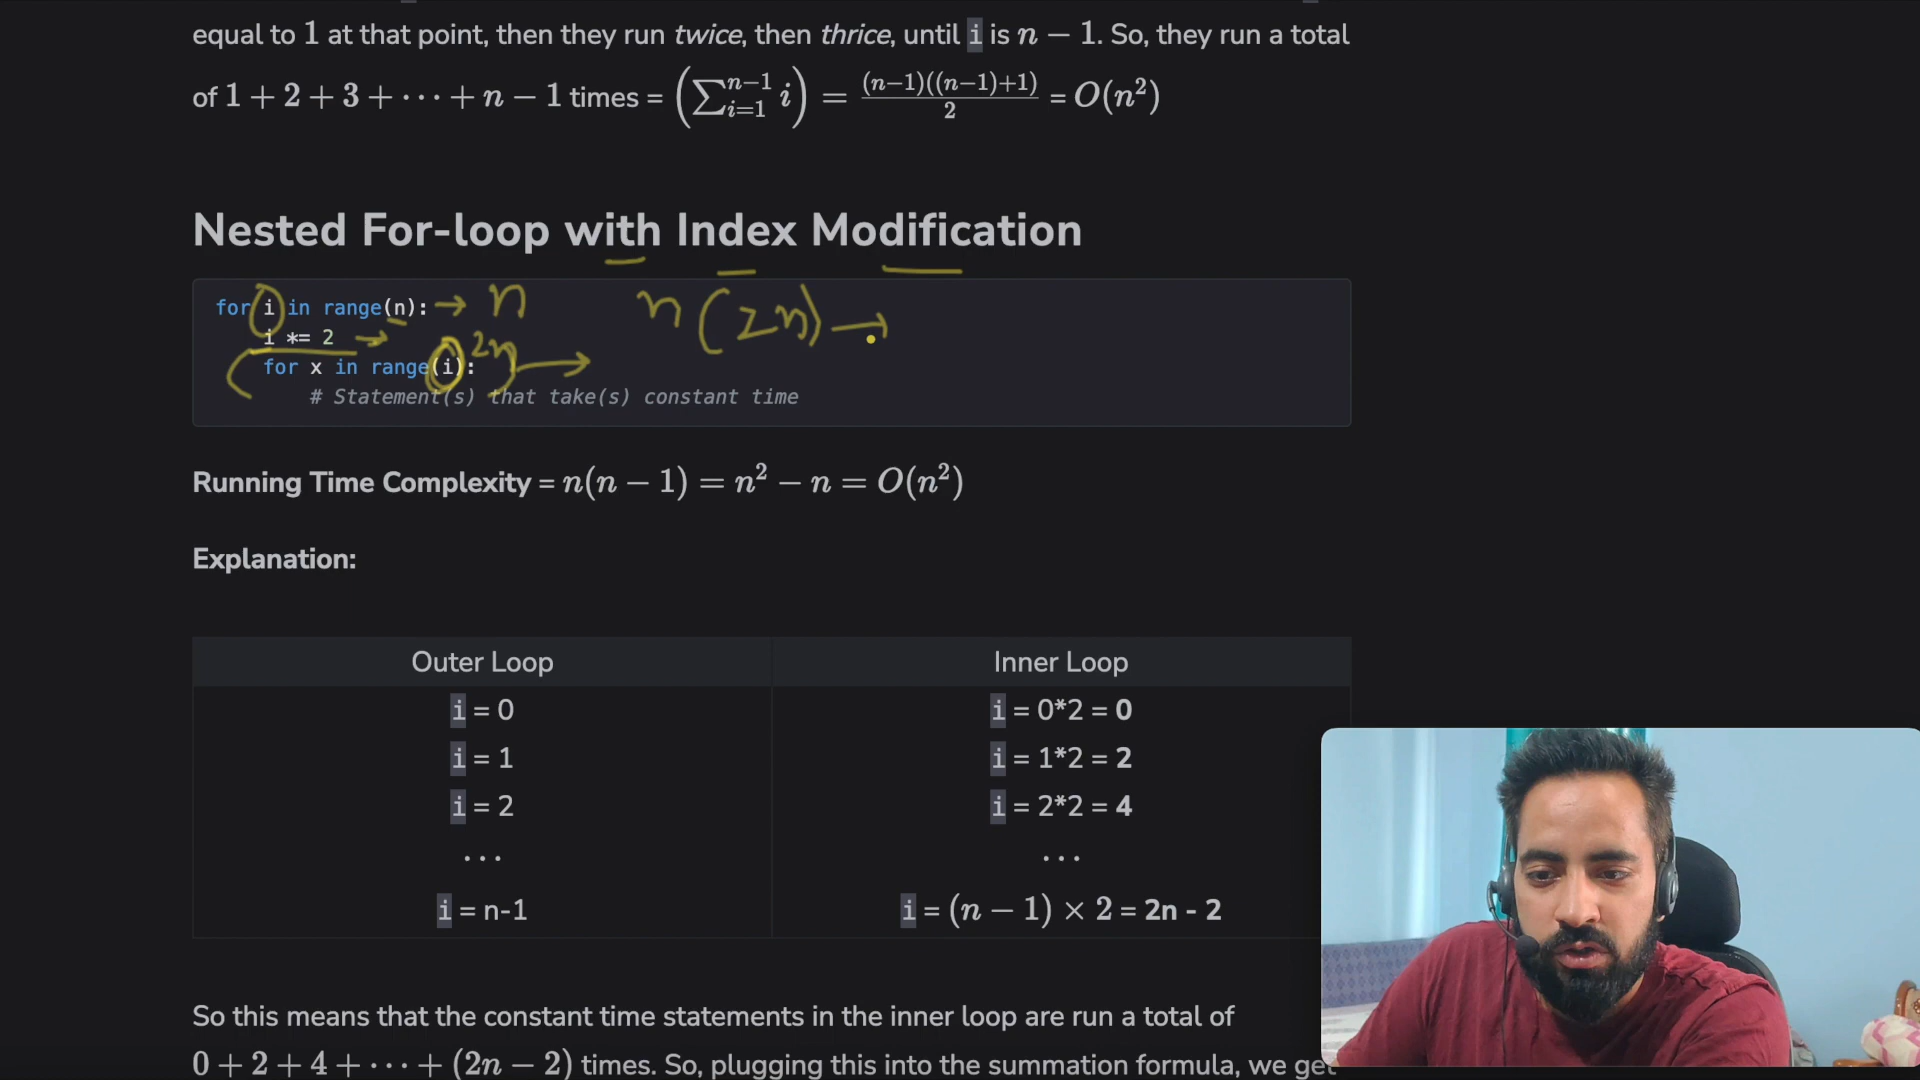 equal to 1 at that point, then they run twice, then thrice, until i is n − 1. So, they run a total
of 1 + 2 + 3 + ⋯ + n − 1 times = (∑_{i=1}^{n−1} i) = (n−1)((n−1)+1)/2 = O(n²)
Nested For-loop with Index Modification
for i in range(n): → n n(2n) →
i *= 2 →
for x in range(i): 2n →
# Statement(s) that take(s) constant time
Running Time Complexity = n(n − 1) = n² − n = O(n²)
Explanation:
Outer Loop Inner Loop
i = 0 i = 0*2 = 0
i = 1 i = 1*2 = 2
i = 2 i = 2*2 = 4
... ...
i = n-1 i = (n − 1) × 2 = 2n - 2
So this means that the constant time statements in the inner loop are run a total of
0 + 2 + 4 + ⋯ + (2n − 2) times. So, plugging this into the summation formula, we get